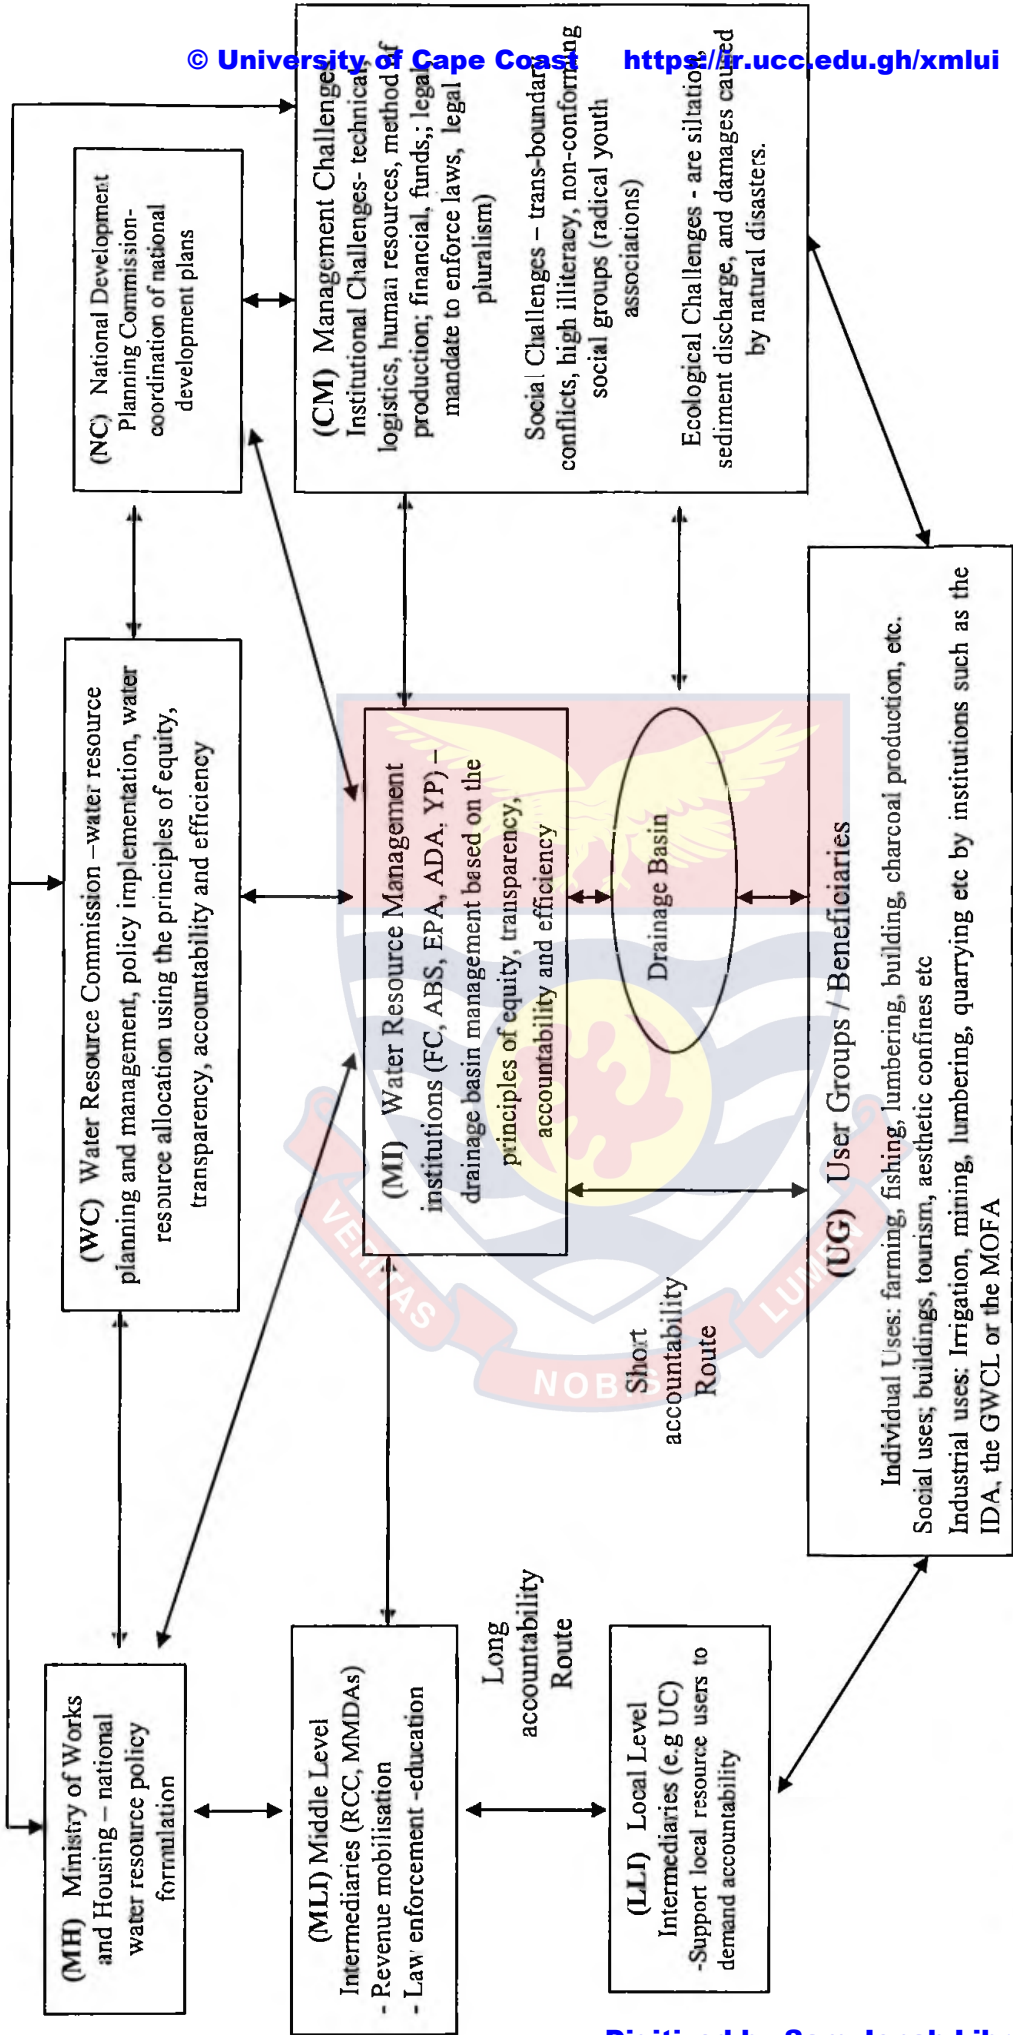 © University of Cape Coast   https://ir.ucc.edu.gh/xmlui
(MH) Ministry of Works
and Housing – national
water resource policy
formulation
(WC) Water Resource Commission –water resource
planning and management, policy implementation, water
resource allocation using the principles of equity,
transparency, accountability and efficiency
(NC) National Development
Planning Commission-
coordination of national
development plans
(MLI) Middle Level
Intermediaries (RCC, MMDAs)
- Revenue mobilisation
- Law enforcement -education
(MI) Water Resource Management
institutions (FC, ABS, EPA, ADA, YP) –
drainage basin management based on the
principles of equity, transparency,
accountability and efficiency
(CM) Management Challenges
Institutional Challenges- technical,
logistics, human resources, method of
production; financial, funds,; legal,
mandate to enforce laws, legal
pluralism)
Social Challenges – trans-boundary
conflicts, high illiteracy, non-conforming
social groups (radical youth
associations)
Ecological Challenges - are siltation,
sediment discharge, and damages caused
by natural disasters.
Long
accountability
Route
Short
accountability
Route
Drainage Basin
(LLI) Local Level
Intermediaries (e.g UC)
-Support local resource users to
demand accountability
(UG) User Groups / Beneficiaries
Individual Uses: farming, fishing, lumbering, building, charcoal production, etc.
Social uses; buildings, tourism, aesthetic confines etc
Industrial uses: Irrigation, mining, lumbering, quarrying etc by institutions such as the
IDA, the GWCL or the MOFA
VERITAS
NOBIS
LUMEN